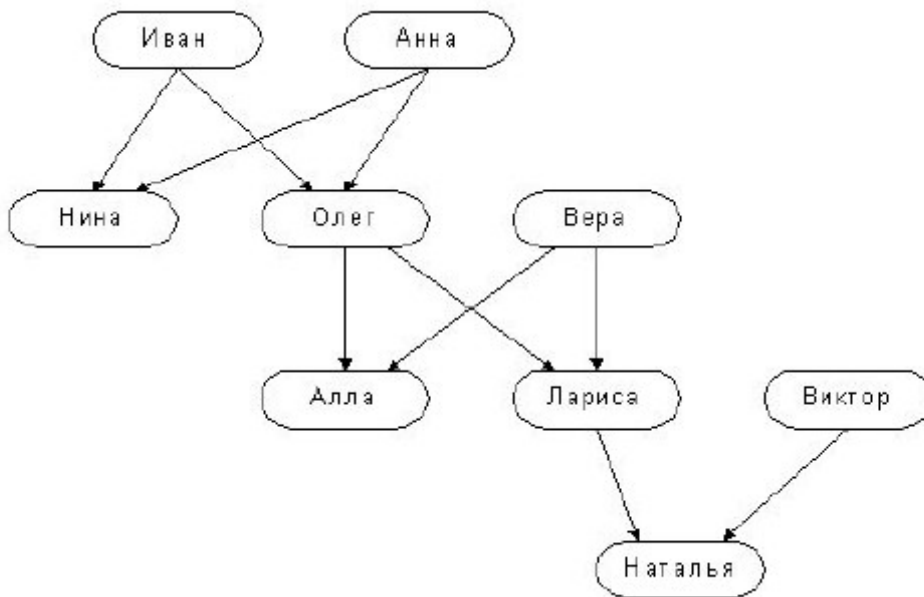 Иван
Анна
Нина
Олег
Вера
Алла
Лариса
Виктор
Наталья